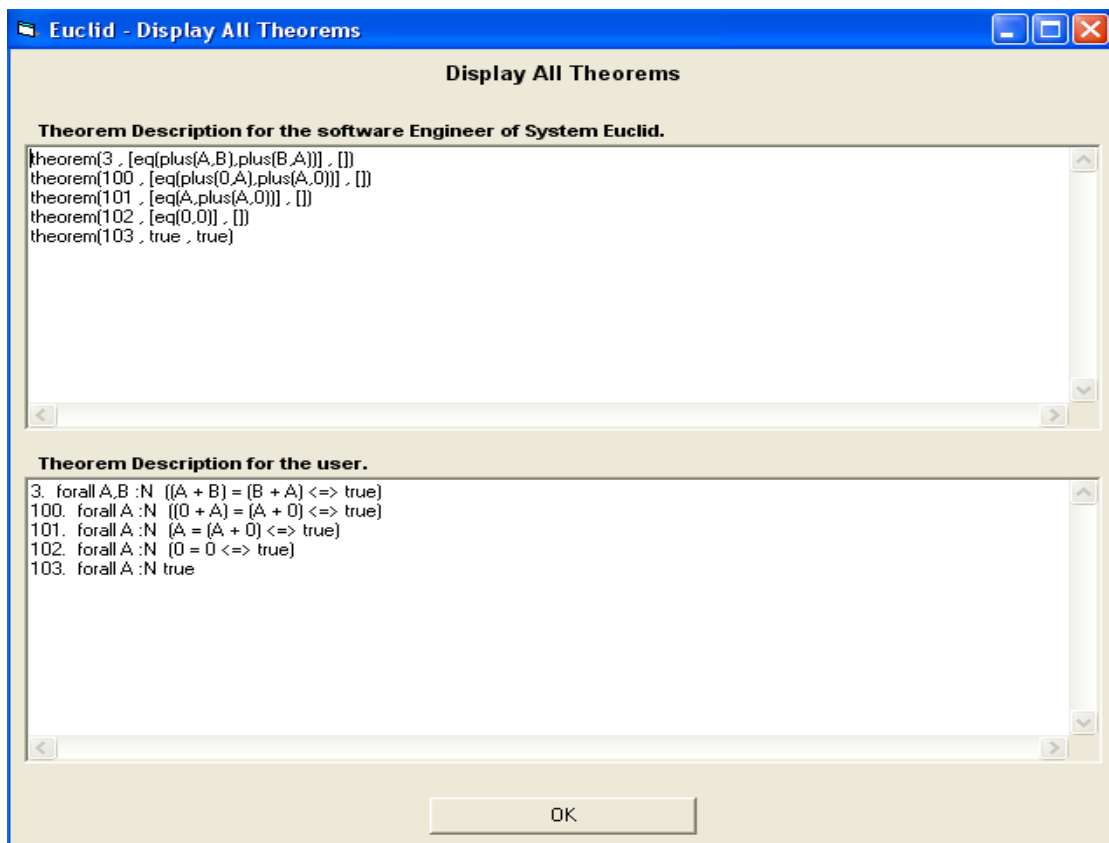 Euclid - Display All Theorems
Display All Theorems
Theorem Description for the software Engineer of System Euclid.
theorem(3 , [eq(plus(A,B),plus(B,A))] , [])
theorem(100 , [eq(plus(0,A),plus(A,0))] , [])
theorem(101 , [eq(A,plus(A,0))] , [])
theorem(102 , [eq(0,0)] , [])
theorem(103 , true , true)
Theorem Description for the user.
3. forall A,B :N ((A + B) = (B + A) <=> true)
100. forall A :N ((0 + A) = (A + 0) <=> true)
101. forall A :N (A = (A + 0) <=> true)
102. forall A :N (0 = 0 <=> true)
103. forall A :N true
OK